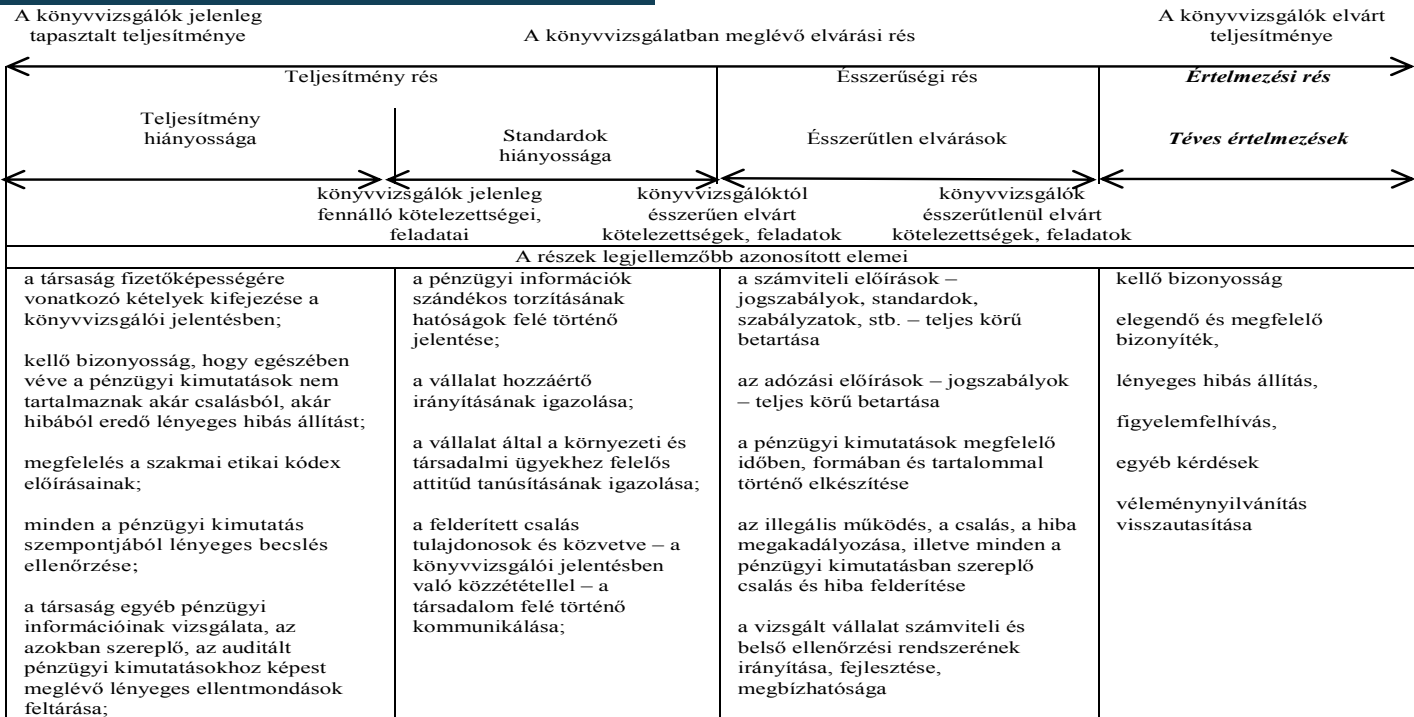 A könyvvizsgálók jelenleg
tapasztalt teljesítménye
A könyvvizsgálatban meglévő elvárási rés
A könyvvizsgálók elvárt
teljesítménye
Teljesítmény rés
Ésszerűségi rés
Értelmezési rés
Teljesítmény
hiányossága
Standardok
hiányossága
Ésszerűtlen elvárások
Téves értelmezések
könyvvizsgálók jelenleg
fennálló kötelezettségei,
feladatai
könyvvizsgálóktól
ésszerűen elvárt
kötelezettségek, feladatok
könyvvizsgálók
ésszerűtlenül elvárt
kötelezettségek, feladatok
A részek legjellemzőbb azonosított elemei
a társaság fizetőképességére
vonatkozó kételyek kifejezése a
könyvvizsgálói jelentésben;
kellő bizonyosság, hogy egészében
véve a pénzügyi kimutatások nem
tartalmaznak akár csalásból, akár
hibából eredő lényeges hibás állítást;
megfelelés a szakmai etikai kódex
előírásainak;
minden a pénzügyi kimutatás
szempontjából lényeges becslés
ellenőrzése;
a társaság egyéb pénzügyi
információinak vizsgálata, az
azokban szereplő, az auditált
pénzügyi kimutatásokhoz képest
meglévő lényeges ellentmondások
feltárása;
a pénzügyi információk
szándékos torzításának
hatóságok felé történő
jelentése;
a vállalat hozzáértő
irányításának igazolása;
a vállalat által a környezeti és
társadalmi ügyekhez felelős
attitűd tanúsításának igazolása;
a felderített csalás
tulajdonosok és közvetve – a
könyvvizsgálói jelentésben
való közzététellel – a
társadalom felé történő
kommunikálása;
a számviteli előírások –
jogszabályok, standardok,
szabályzatok, stb. – teljes körű
betartása
az adózási előírások – jogszabályok
– teljes körű betartása
a pénzügyi kimutatások megfelelő
időben, formában és tartalommal
történő elkészítése
az illegális működés, a csalás, a hiba
megakadályozása, illetve minden a
pénzügyi kimutatásban szereplő
csalás és hiba felderítése
a vizsgált vállalat számviteli és
belső ellenőrzési rendszerének
irányítása, fejlesztése,
megbízhatósága
kellő bizonyosság
elegendő és megfelelő
bizonyíték,
lényeges hibás állítás,
figyelemfelhívás,
egyéb kérdések
véleménynyilvánítás
visszautasítása